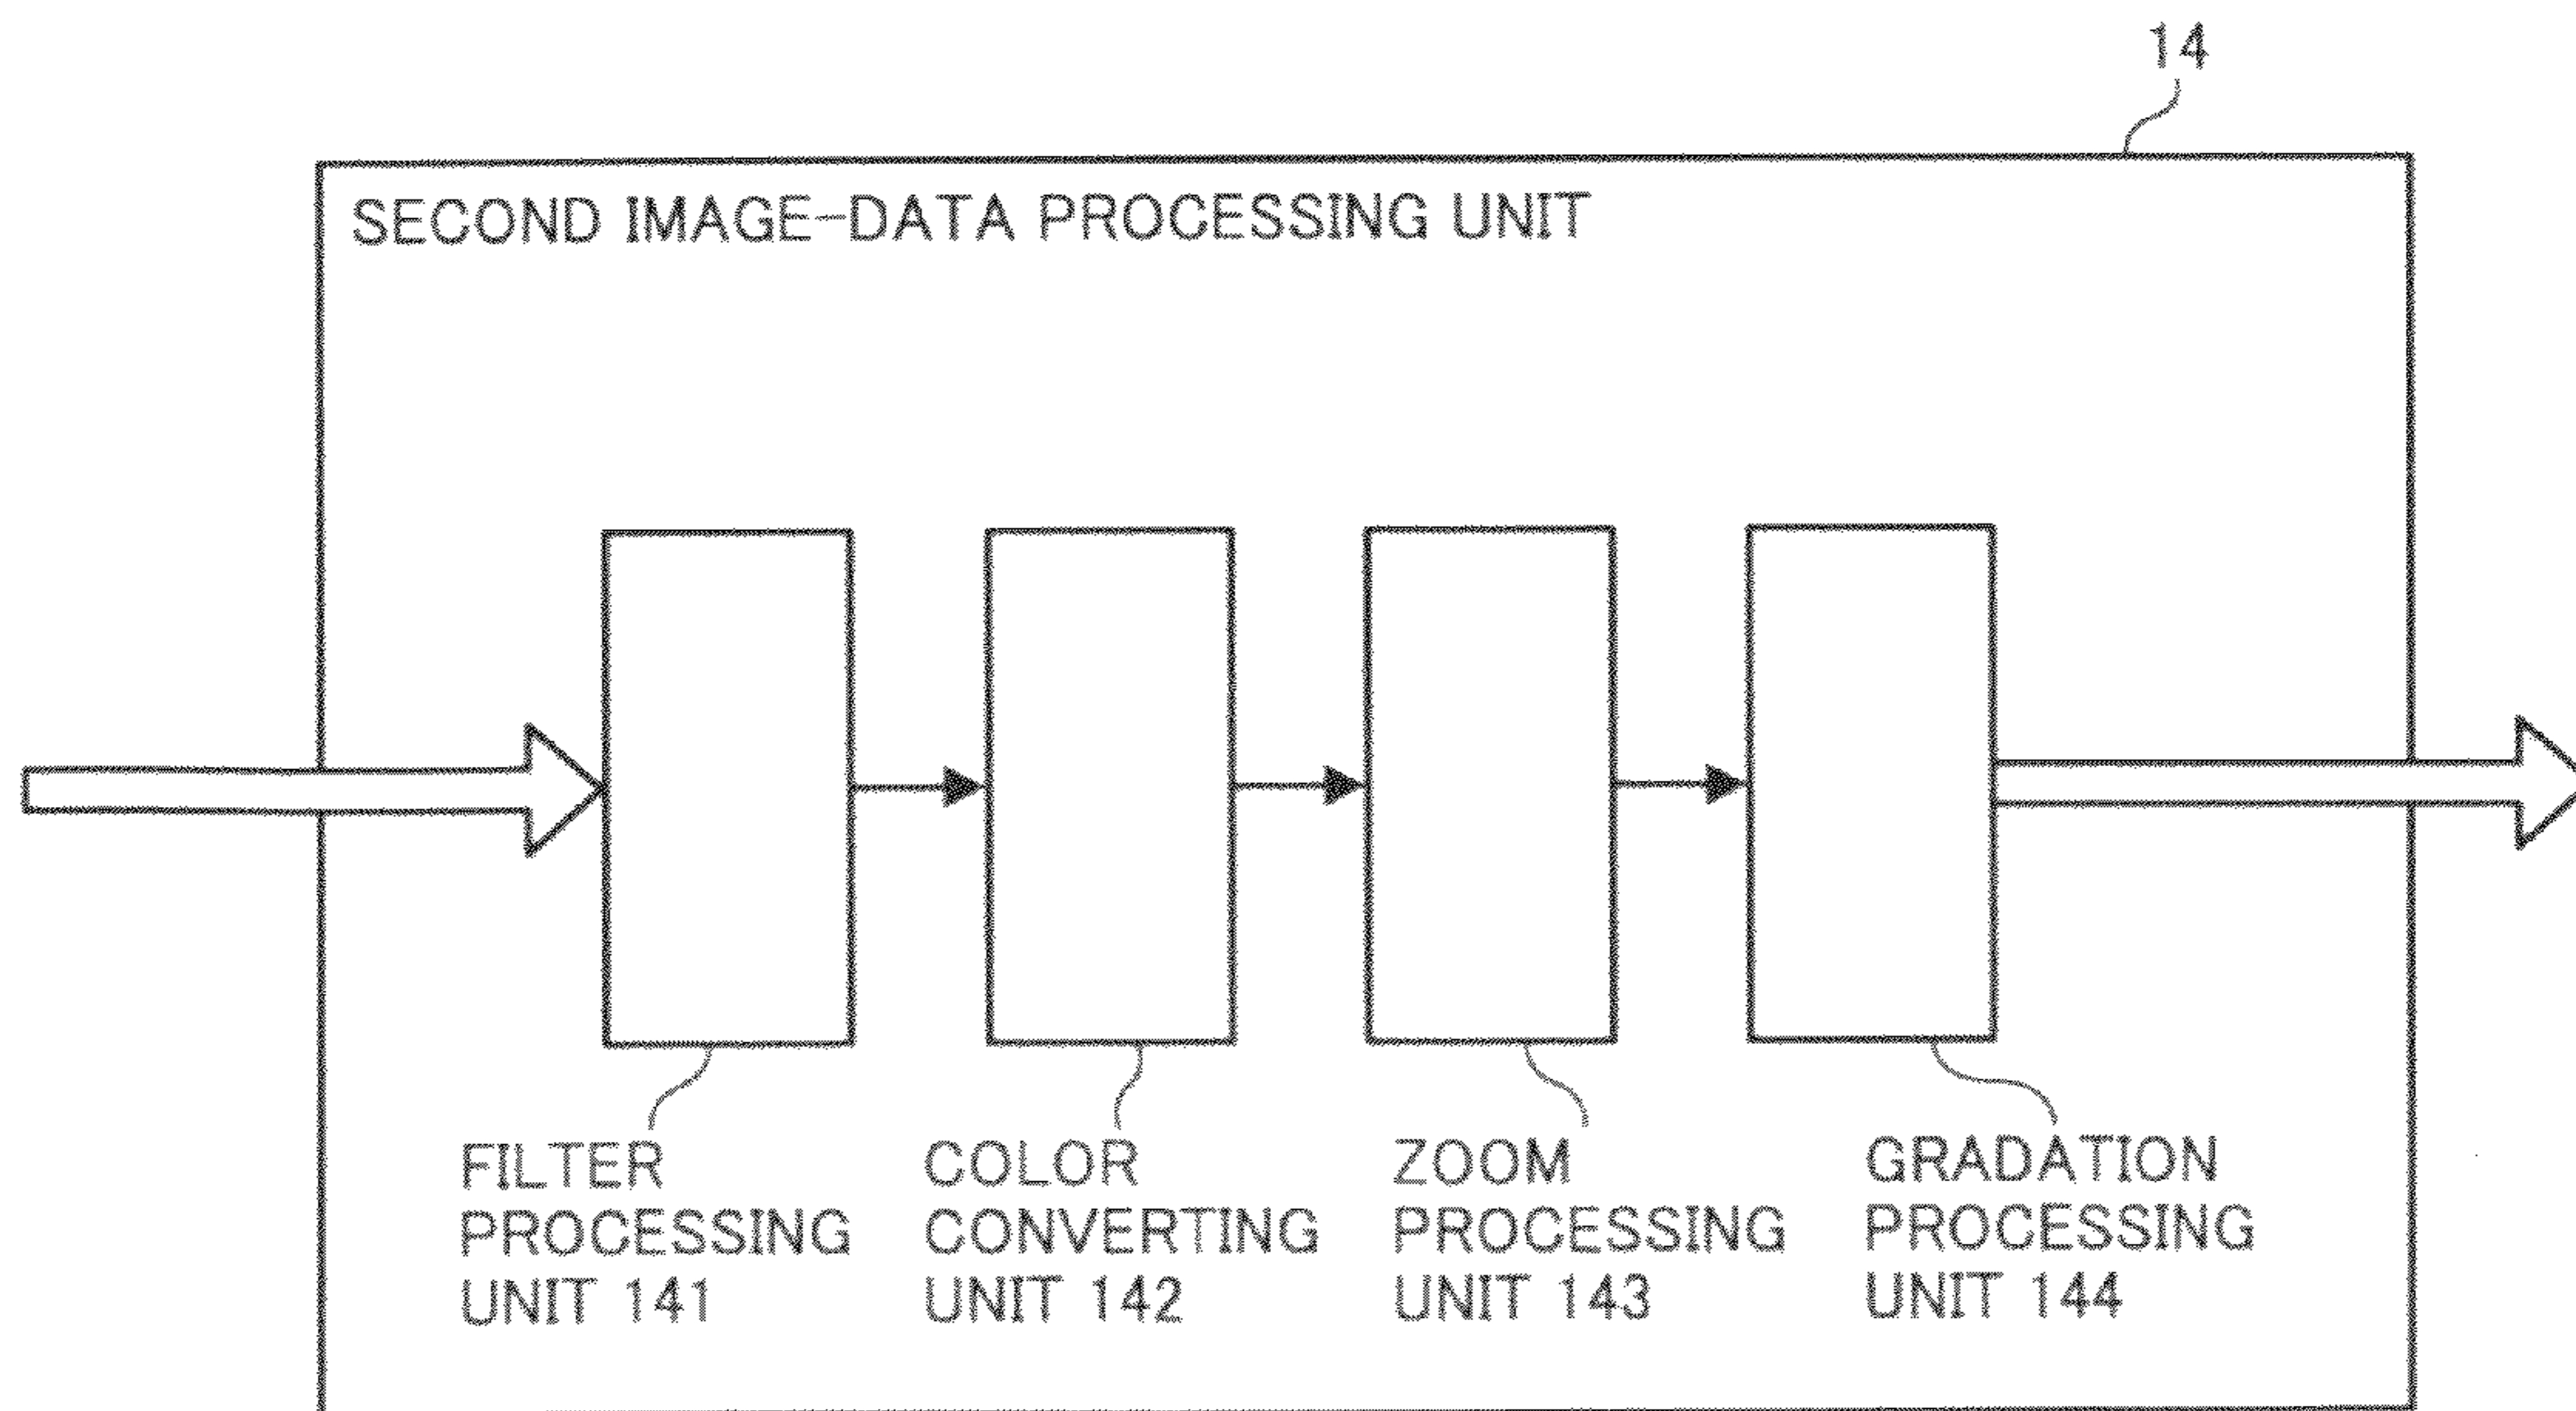 14
SECOND IMAGE-DATA PROCESSING UNIT
FILTER
PROCESSING
UNIT 141
COLOR
CONVERTING
UNIT 142
ZOOM
PROCESSING
UNIT 143
GRADATION
PROCESSING
UNIT 144